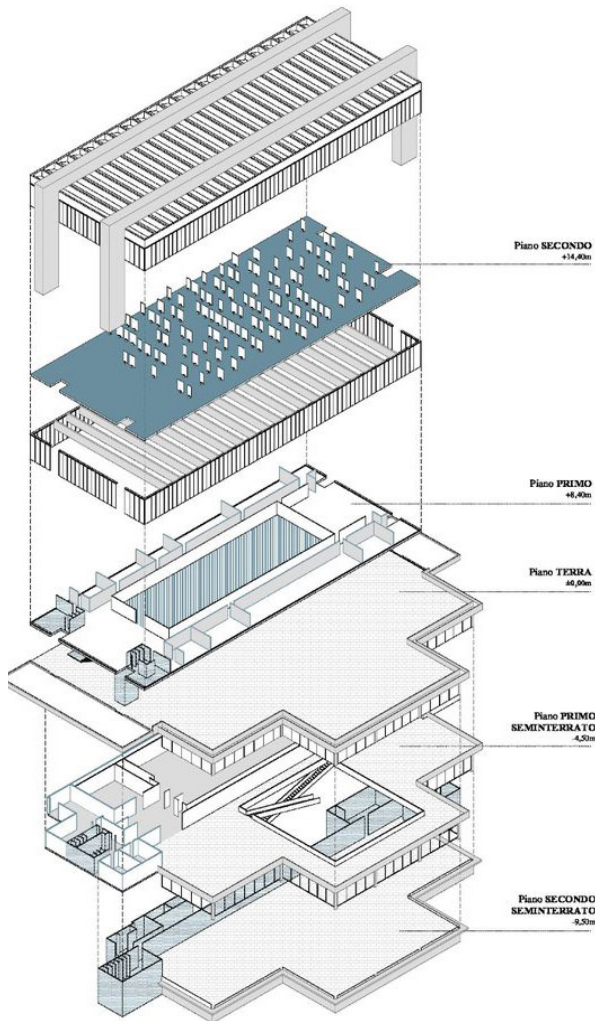 Piano SECONDO
+14,40m
Piano PRIMO
+8,40m
Piano TERRA
±0,00m
Piano PRIMO
SEMINTERRATO
-4,50m
Piano SECONDO
SEMINTERRATO
-9,50m